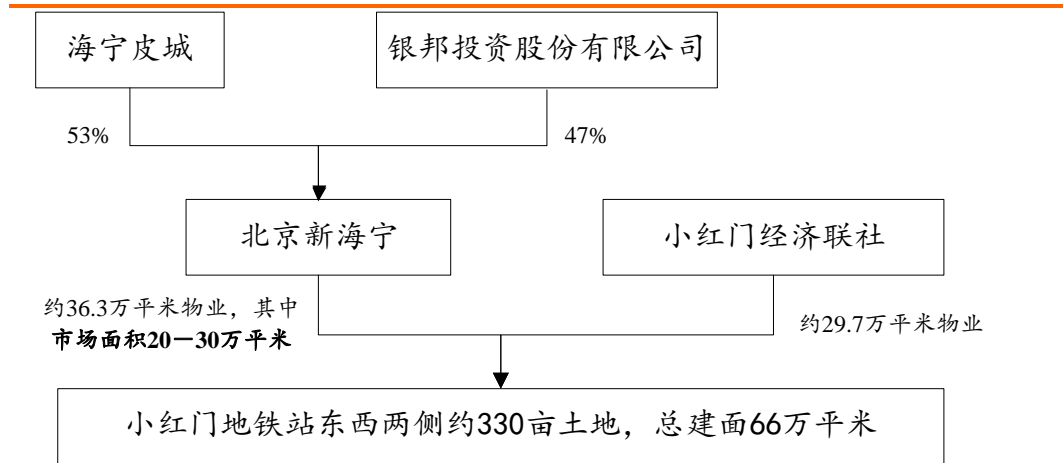 海宁皮城
银邦投资股份有限公司
53%
47%
北京新海宁
小红门经济联社
约36.3万平米物业，其中
市场面积20－30万平米
约29.7万平米物业
小红门地铁站东西两侧约330亩土地，总建面66万平米